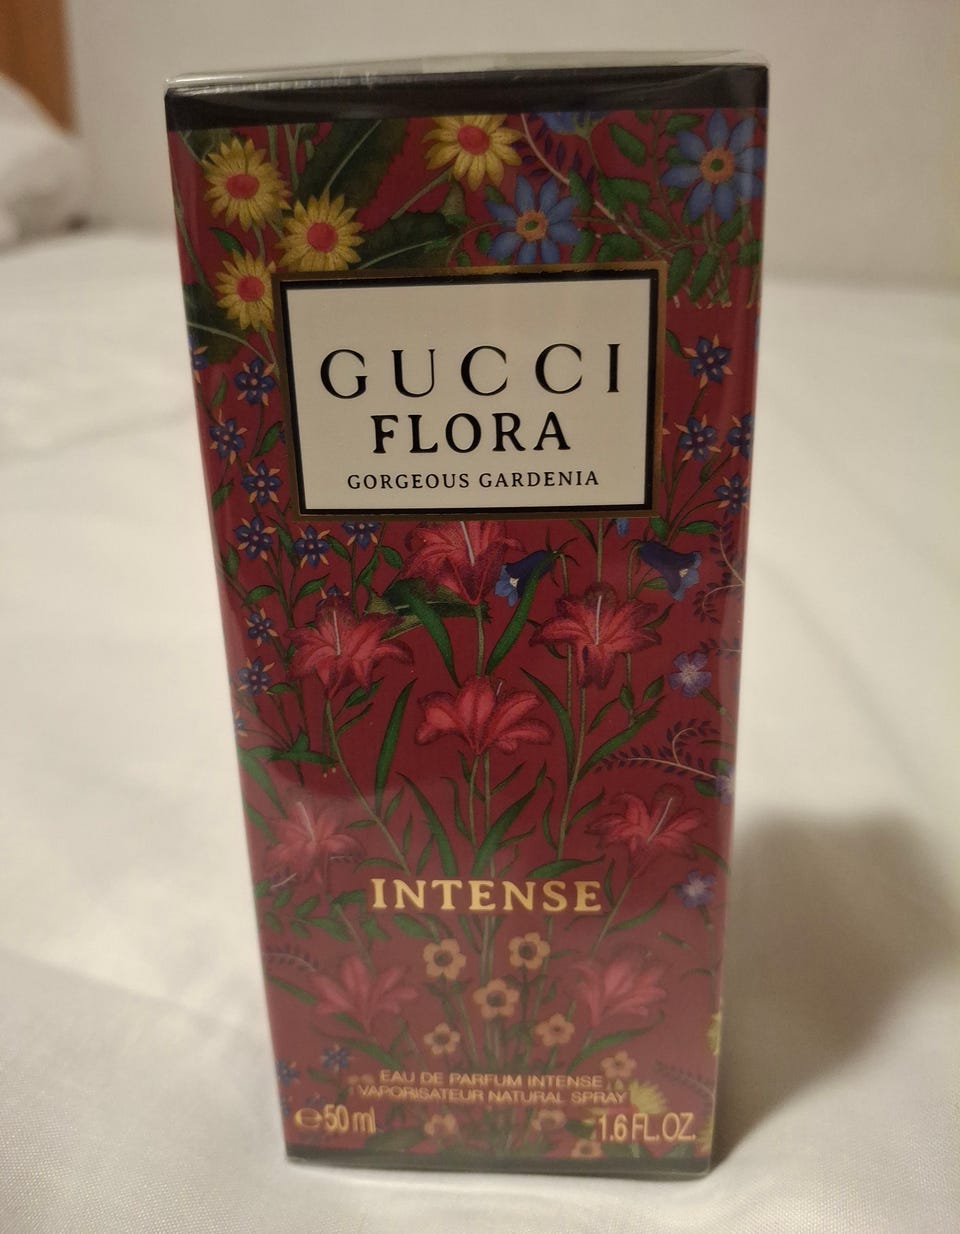 GUCCI
FLORA
GORGEOUS GARDENIA
INTENSE
EAU DE PARFUM INTENSE
VAPORISATEUR NATURAL SPRAY
℮50 ml 1.6 FL.OZ.